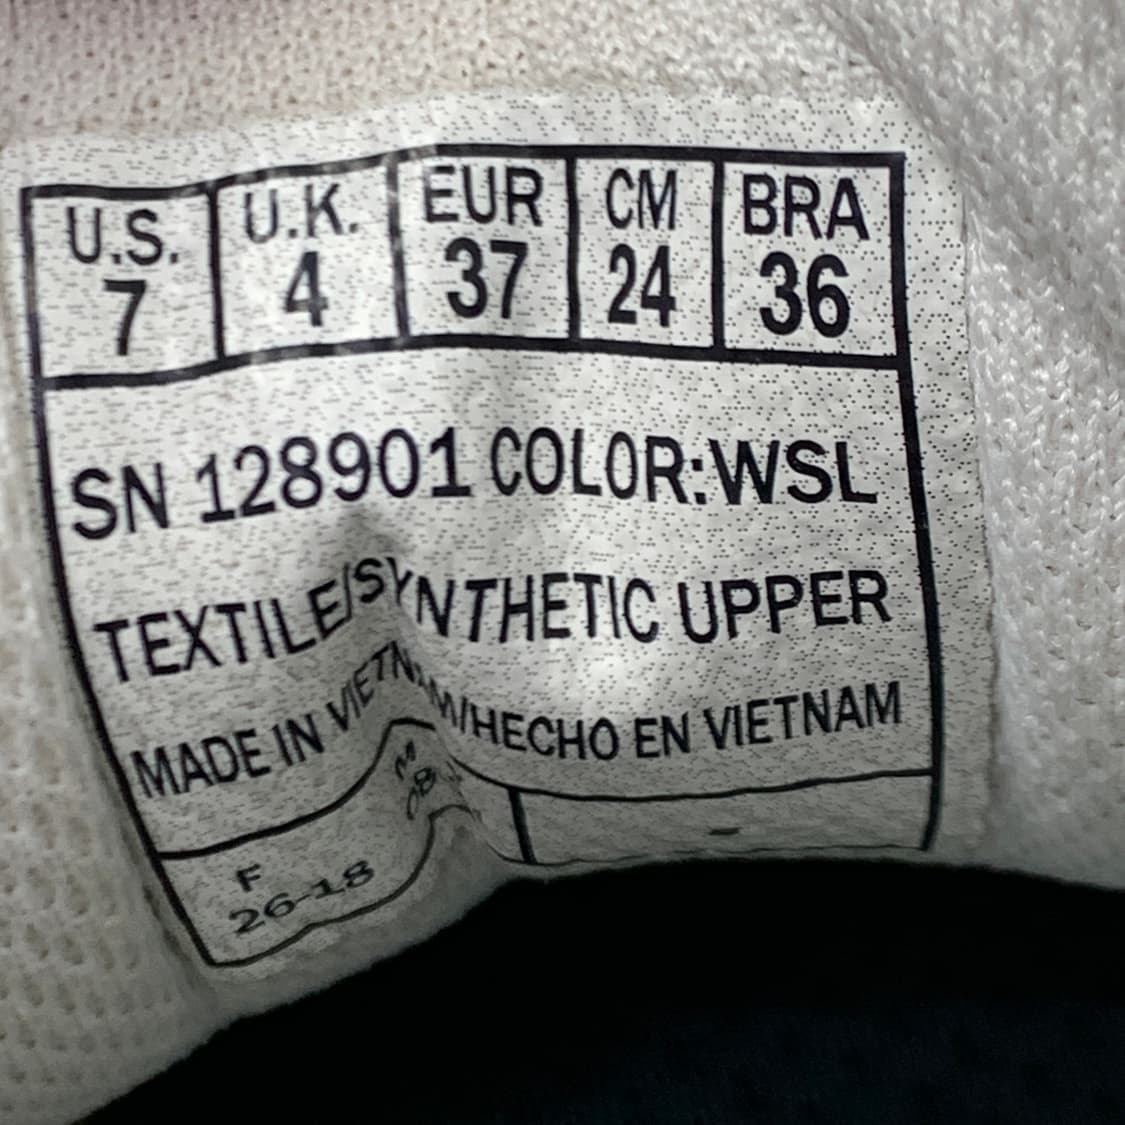 U.S. U.K. EUR CM BRA
7 4 37 24 36
SN 128901 COLOR:WSL
TEXTILE/SYNTHETIC UPPER
MADE IN VIETNAM/HECHO EN VIETNAM
F M
26-18 08 -